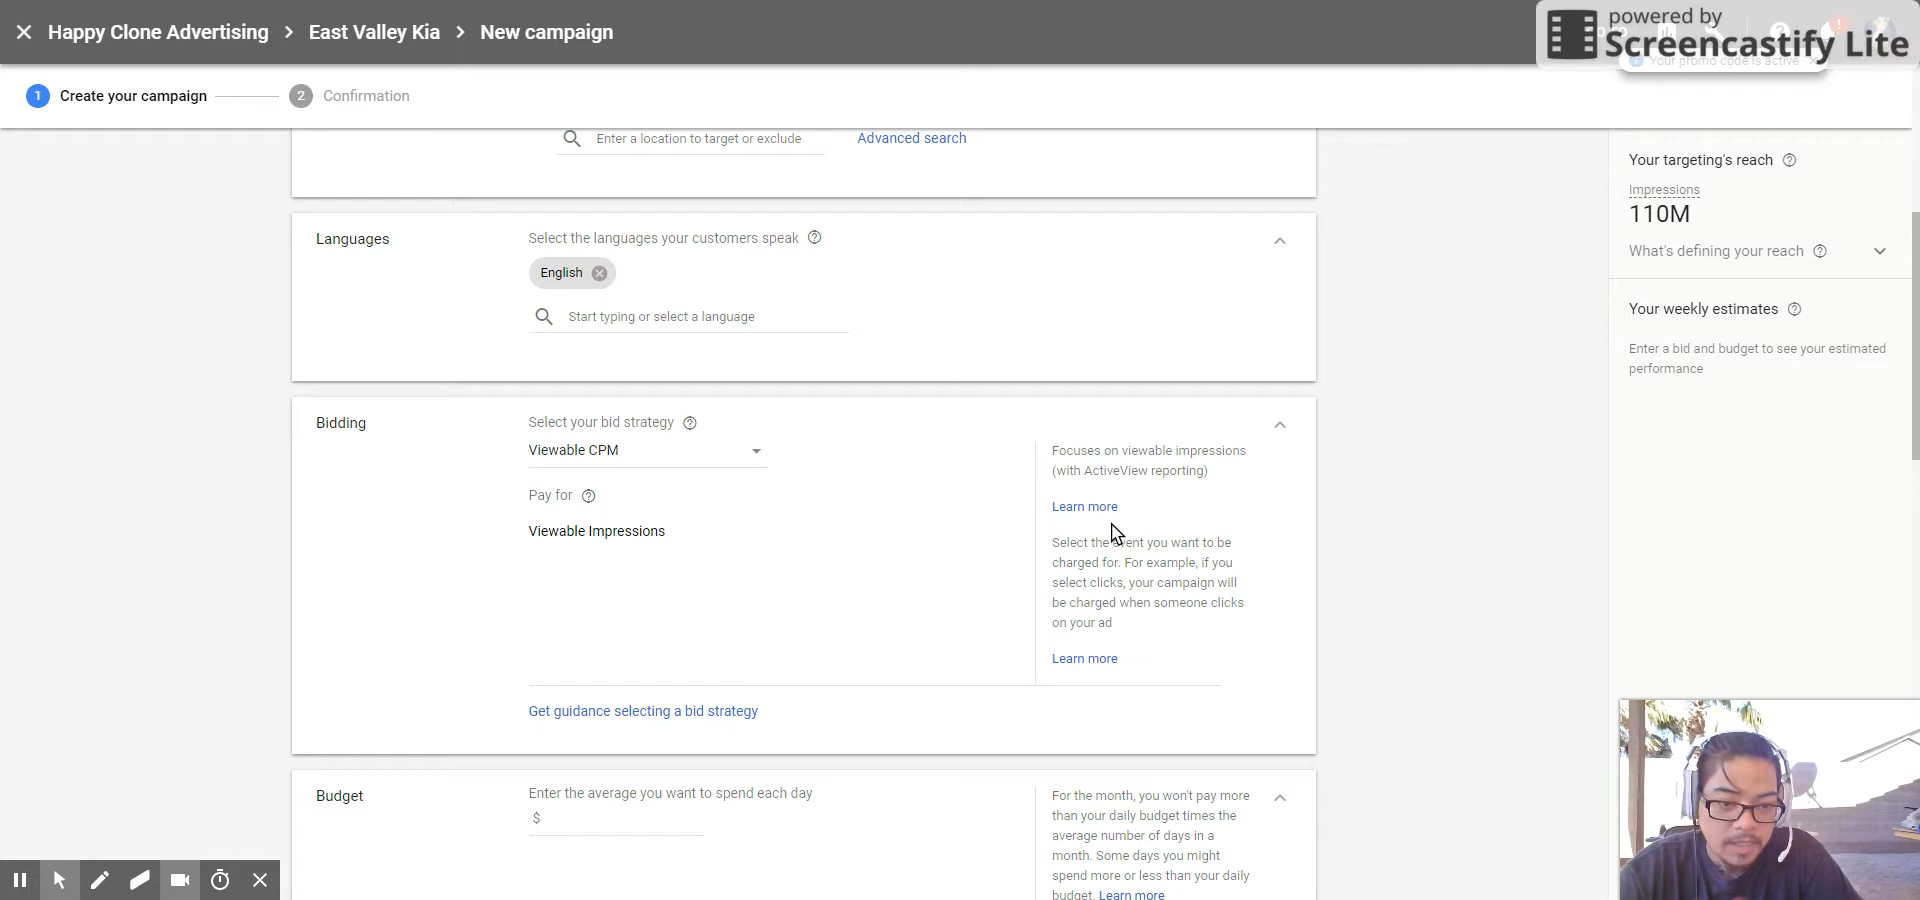 Happy Clone Advertising > East Valley Kia > New campaign
powered by
Screencastify Lite
Your promo code is active
1 Create your campaign 2 Confirmation
Enter a location to target or exclude Advanced search
Languages Select the languages your customers speak
English
Start typing or select a language
Bidding Select your bid strategy
Viewable CPM
Pay for
Viewable Impressions
Focuses on viewable impressions
(with ActiveView reporting)
Learn more
Select the event you want to be
charged for. For example, if you
select clicks, your campaign will
be charged when someone clicks
on your ad
Learn more
Get guidance selecting a bid strategy
Budget Enter the average you want to spend each day
$
For the month, you won't pay more
than your daily budget times the
average number of days in a
month. Some days you might
spend more or less than your daily
budget. Learn more
Your targeting's reach
Impressions
110M
What's defining your reach
Your weekly estimates
Enter a bid and budget to see your estimated
performance